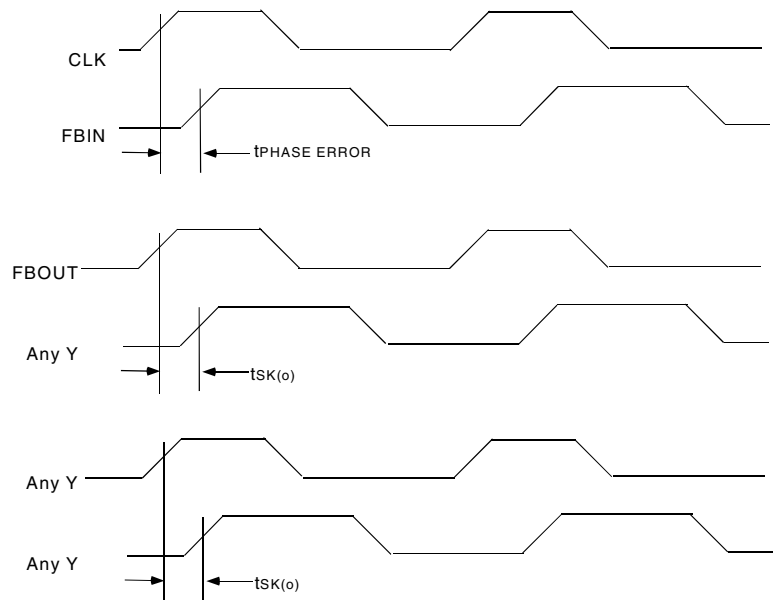 CLK
FBIN
tPHASE ERROR
FBOUT
Any Y
tSK(o)
Any Y
Any Y
tSK(o)